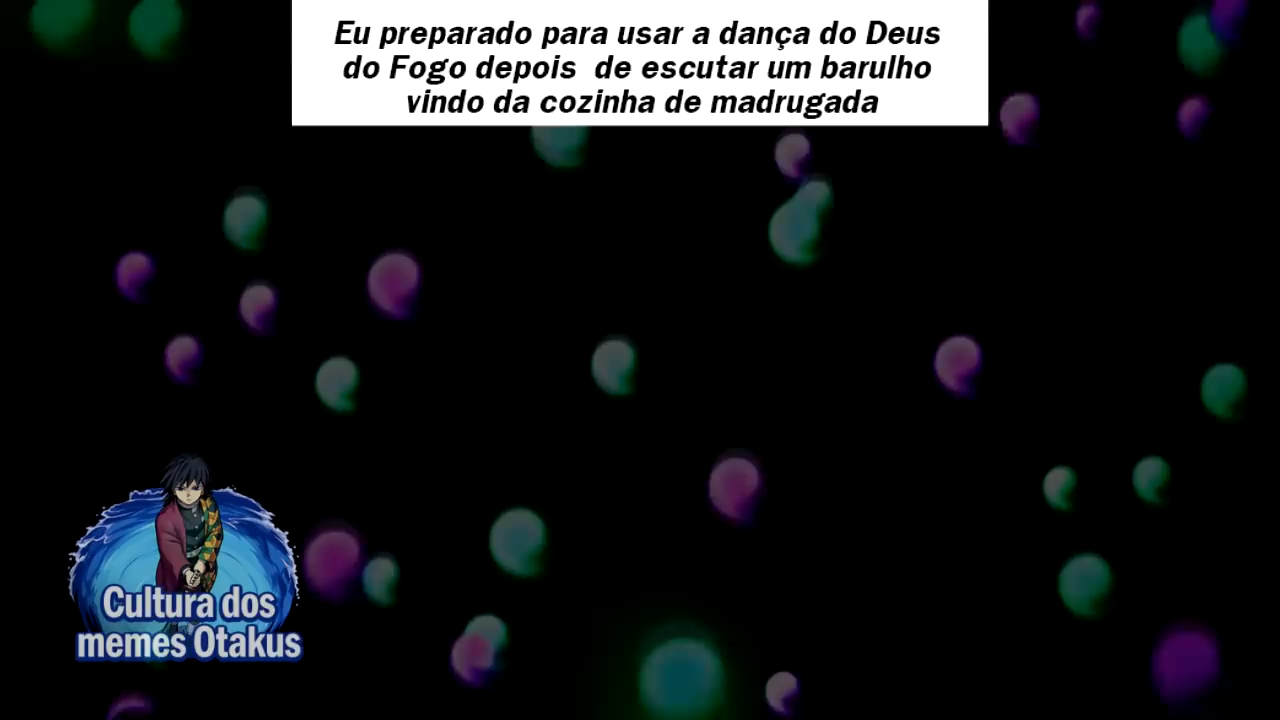 Eu preparado para usar a dança do Deus
do Fogo depois  de escutar um barulho
vindo da cozinha de madrugada
Cultura dos
memes Otakus